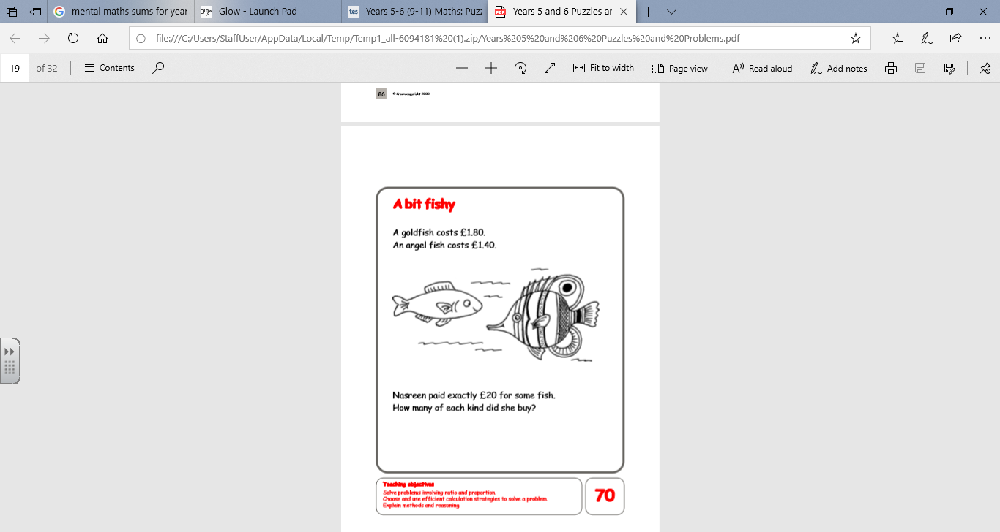 mental maths sums for year
Glow - Launch Pad
tes Years 5-6 (9-11) Maths: Puz
Years 5 and 6 Puzzles ar
file:///C:/Users/StaffUser/AppData/Local/Temp/Temp1_all-6094181%20(1).zip/Years%205%20and%206%20Puzzles%20and%20Problems.pdf
19 of 32 Contents Fit to width Page view Read aloud Add notes
86 © Crown copyright 2000
A bit fishy
A goldfish costs £1.80.
An angel fish costs £1.40.
Nasreen paid exactly £20 for some fish.
How many of each kind did she buy?
Teaching objectives
Solve problems involving ratio and proportion.
Choose and use efficient calculation strategies to solve a problem.
Explain methods and reasoning.
70